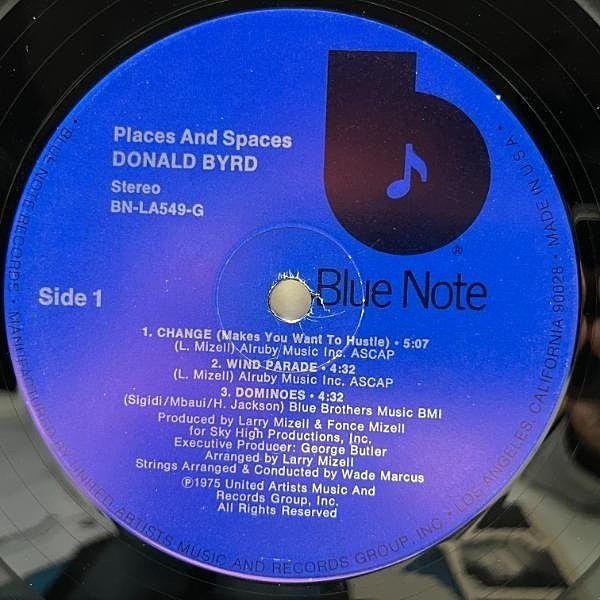 Places And Spaces
DONALD BYRD
Stereo
BN-LA549-G
®
Blue Note
Side 1
1. CHANGE (Makes You Want To Hustle) • 5:07
(L. Mizell) Alruby Music Inc. ASCAP
2. WIND PARADE • 4:32
(L. Mizell) Alruby Music Inc. ASCAP
3. DOMINOES • 4:32
(Sigidi/Mbaui/H. Jackson) Blue Brothers Music BMI
Produced by Larry Mizell & Fonce Mizell
for Sky High Productions, Inc.
Executive Producer: George Butler
Arranged by Larry Mizell
Strings Arranged & Conducted by Wade Marcus
℗1975 United Artists Music And
Records Group, Inc.
All Rights Reserved
• BLUE NOTE RECORDS • MANUFACTURED BY UNITED ARTISTS MUSIC AND RECORDS GROUP, INC. • LOS ANGELES, CALIFORNIA 90028 • MADE IN U.S.A. •